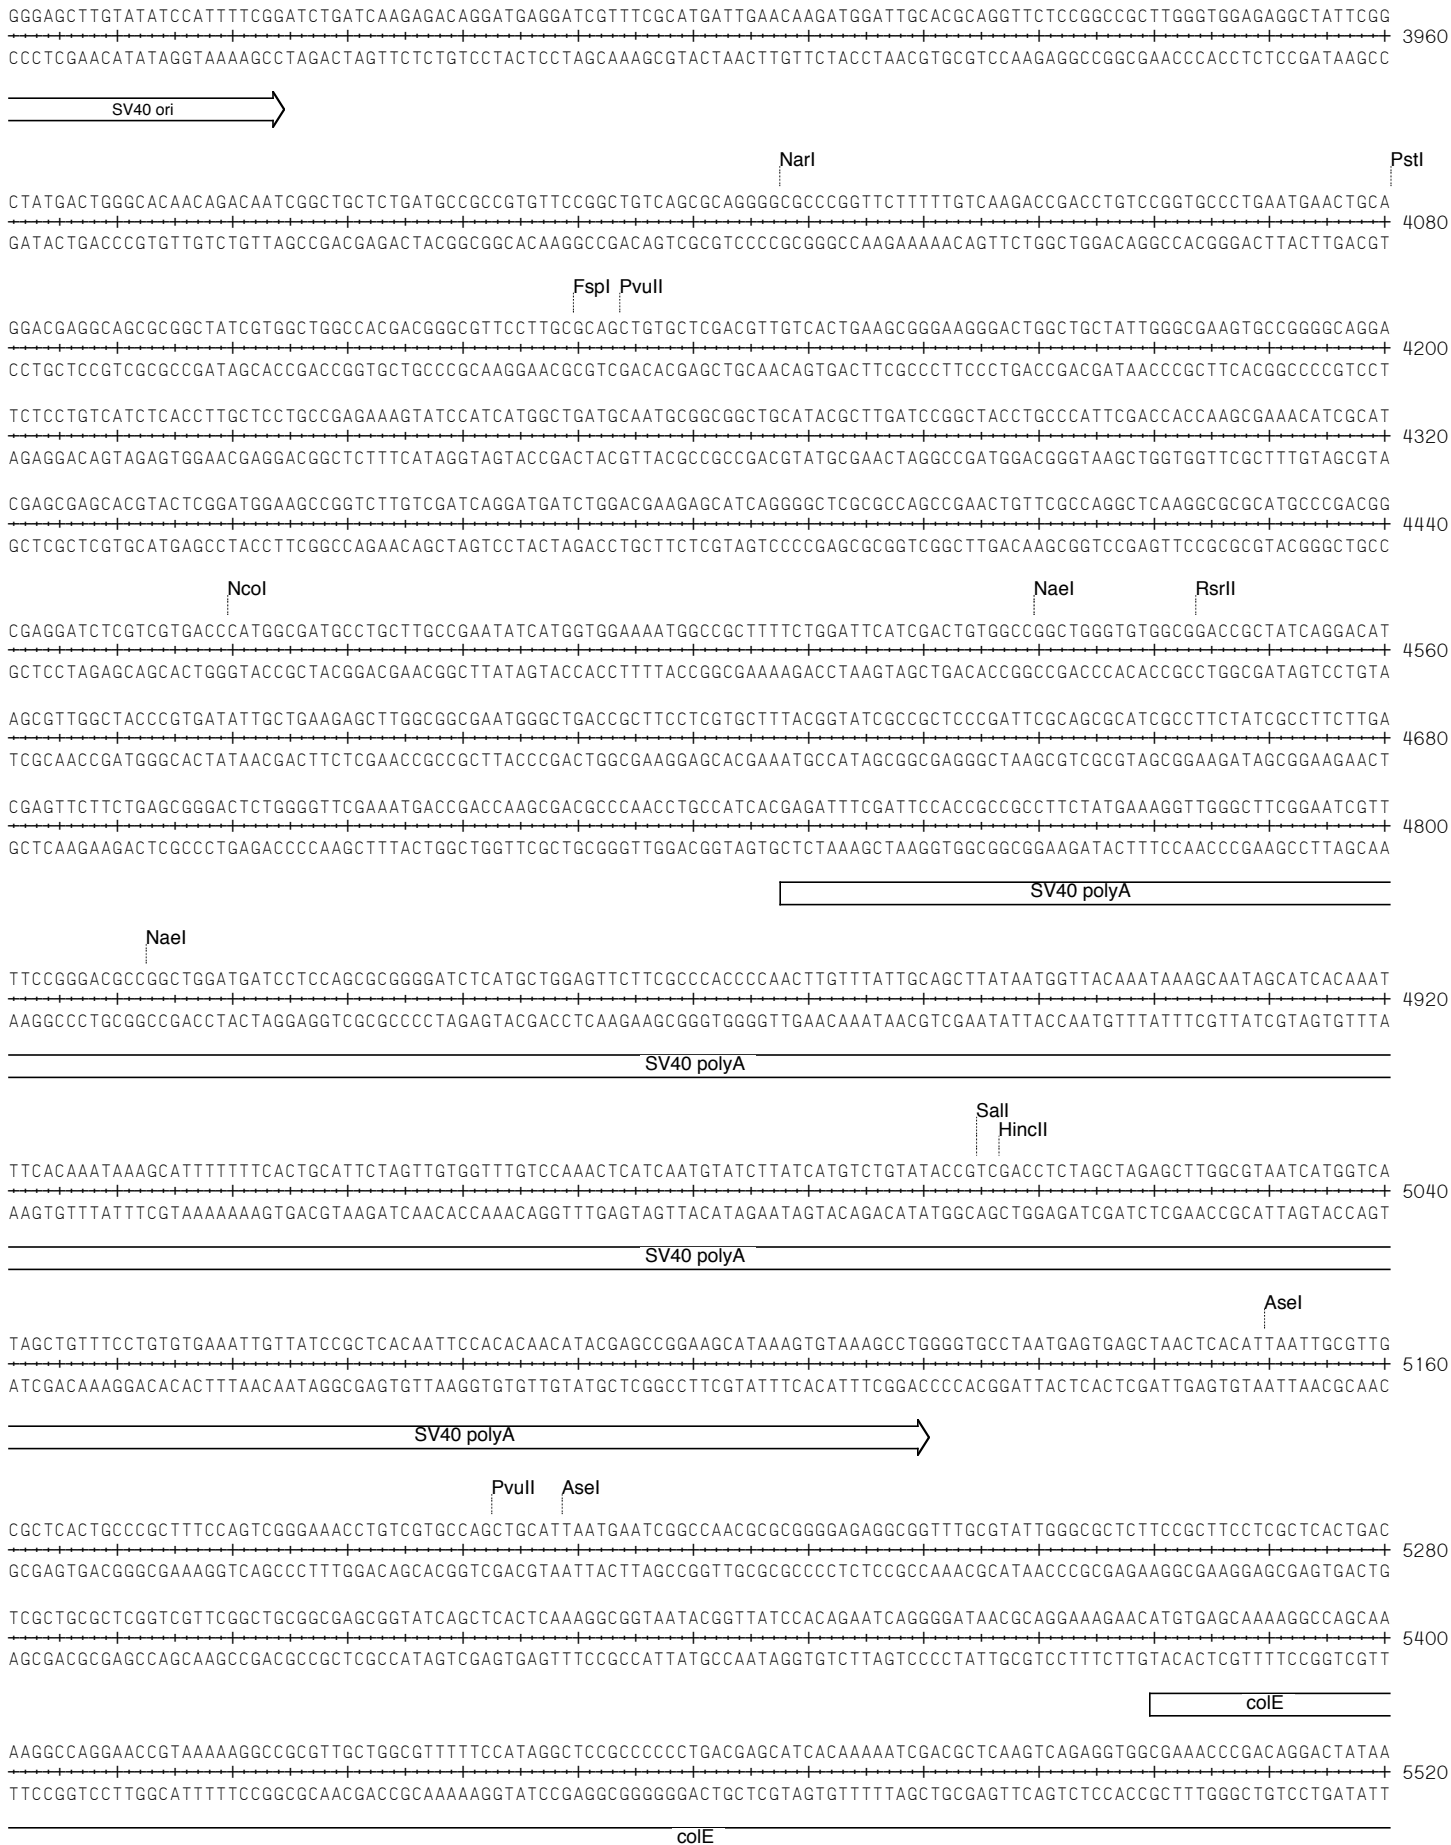 GGGAGCTTGTATATCCATTTTCGGATCTGATCAAGAGACAGGATGAGGATCGTTTCGCATGATTGAACAAGATGGATTGCACGCAGGTTCTCCGGCCGCTTGGGTGGAGAGGCTATTCGG
3960
CCCTCGAACATATAGGTAAAAGCCTAGACTAGTTCTCTGTCCTACTCCTAGCAAAGCGTACTAACTTGTTCTACCTAACGTGCGTCCAAGAGGCCGGCGAACCCACCTCTCCGATAAGCC
SV40 ori
NarI PstI
CTATGACTGGGCACAACAGACAATCGGCTGCTCTGATGCCGCCGTGTTCCGGCTGTCAGCGCAGGGGCGCCCGGTTCTTTTTGTCAAGACCGACCTGTCCGGTGCCCTGAATGAACTGCA
4080
GATACTGACCCGTGTTGTCTGTTAGCCGACGAGACTACGGCGGCACAAGGCCGACAGTCGCGTCCCCGCGGGCCAAGAAAAACAGTTCTGGCTGGACAGGCCACGGGACTTACTTGACGT
FspI PvuII
GGACGAGGCAGCGCGGCTATCGTGGCTGGCCACGACGGGCGTTCCTTGCGCAGCTGTGCTCGACGTTGTCACTGAAGCGGGAAGGGACTGGCTGCTATTGGGCGAAGTGCCGGGGCAGGA
4200
CCTGCTCCGTCGCGCCGATAGCACCGACCGGTGCTGCCCGCAAGGAACGCGTCGACACGAGCTGCAACAGTGACTTCGCCCTTCCCTGACCGACGATAACCCGCTTCACGGCCCCGTCCT
TCTCCTGTCATCTCACCTTGCTCCTGCCGAGAAAGTATCCATCATGGCTGATGCAATGCGGCGGCTGCATACGCTTGATCCGGCTACCTGCCCATTCGACCACCAAGCGAAACATCGCAT
4320
AGAGGACAGTAGAGTGGAACGAGGACGGCTCTTTCATAGGTAGTACCGACTACGTTACGCCGCCGACGTATGCGAACTAGGCCGATGGACGGGTAAGCTGGTGGTTCGCTTTGTAGCGTA
CGAGCGAGCACGTACTCGGATGGAAGCCGGTCTTGTCGATCAGGATGATCTGGACGAAGAGCATCAGGGGCTCGCGCCAGCCGAACTGTTCGCCAGGCTCAAGGCGCGCATGCCCGACGG
4440
GCTCGCTCGTGCATGAGCCTACCTTCGGCCAGAACAGCTAGTCCTACTAGACCTGCTTCTCGTAGTCCCCGAGCGCGGTCGGCTTGACAAGCGGTCCGAGTTCCGCGCGTACGGGCTGCC
NcoI NaeI RsrII
CGAGGATCTCGTCGTGACCCATGGCGATGCCTGCTTGCCGAATATCATGGTGGAAAATGGCCGCTTTTCTGGATTCATCGACTGTGGCCGGCTGGGTGTGGCGGACCGCTATCAGGACAT
4560
GCTCCTAGAGCAGCACTGGGTACCGCTACGGACGAACGGCTTATAGTACCACCTTTTACCGGCGAAAAGACCTAAGTAGCTGACACCGGCCGACCCACACCGCCTGGCGATAGTCCTGTA
AGCGTTGGCTACCCGTGATATTGCTGAAGAGCTTGGCGGCGAATGGGCTGACCGCTTCCTCGTGCTTTACGGTATCGCCGCTCCCGATTCGCAGCGCATCGCCTTCTATCGCCTTCTTGA
4680
TCGCAACCGATGGGCACTATAACGACTTCTCGAACCGCCGCTTACCCGACTGGCGAAGGAGCACGAAATGCCATAGCGGCGAGGGCTAAGCGTCGCGTAGCGGAAGATAGCGGAAGAACT
CGAGTTCTTCTGAGCGGGACTCTGGGGTTCGAAATGACCGACCAAGCGACGCCCAACCTGCCATCACGAGATTTCGATTCCACCGCCGCCTTCTATGAAAGGTTGGGCTTCGGAATCGTT
4800
GCTCAAGAAGACTCGCCCTGAGACCCCAAGCTTTACTGGCTGGTTCGCTGCGGGTTGGACGGTAGTGCTCTAAAGCTAAGGTGGCGGCGGAAGATACTTTCCAACCCGAAGCCTTAGCAA
SV40 polyA
NaeI
TTCCGGGACGCCGGCTGGATGATCCTCCAGCGCGGGGATCTCATGCTGGAGTTCTTCGCCCACCCCAACTTGTTTATTGCAGCTTATAATGGTTACAAATAAAGCAATAGCATCACAAAT
4920
AAGGCCCTGCGGCCGACCTACTAGGAGGTCGCGCCCCTAGAGTACGACCTCAAGAAGCGGGTGGGGTTGAACAAATAACGTCGAATATTACCAATGTTTATTTCGTTATCGTAGTGTTTA
SV40 polyA
SalI
HincII
TTCACAAATAAAGCATTTTTTTCACTGCATTCTAGTTGTGGTTTGTCCAAACTCATCAATGTATCTTATCATGTCTGTATACCGTCGACCTCTAGCTAGAGCTTGGCGTAATCATGGTCA
5040
AAGTGTTTATTTCGTAAAAAAAGTGACGTAAGATCAACACCAAACAGGTTTGAGTAGTTACATAGAATAGTACAGACATATGGCAGCTGGAGATCGATCTCGAACCGCATTAGTACCAGT
SV40 polyA
AseI
TAGCTGTTTCCTGTGTGAAATTGTTATCCGCTCACAATTCCACACAACATACGAGCCGGAAGCATAAAGTGTAAAGCCTGGGGTGCCTAATGAGTGAGCTAACTCACATTAATTGCGTTG
5160
ATCGACAAAGGACACACTTTAACAATAGGCGAGTGTTAAGGTGTGTTGTATGCTCGGCCTTCGTATTTCACATTTCGGACCCCACGGATTACTCACTCGATTGAGTGTAATTAACGCAAC
SV40 polyA
PvuII AseI
CGCTCACTGCCCGCTTTCCAGTCGGGAAACCTGTCGTGCCAGCTGCATTAATGAATCGGCCAACGCGCGGGGAGAGGCGGTTTGCGTATTGGGCGCTCTTCCGCTTCCTCGCTCACTGAC
5280
GCGAGTGACGGGCGAAAGGTCAGCCCTTTGGACAGCACGGTCGACGTAATTACTTAGCCGGTTGCGCGCCCCTCTCCGCCAAACGCATAACCCGCGAGAAGGCGAAGGAGCGAGTGACTG
TCGCTGCGCTCGGTCGTTCGGCTGCGGCGAGCGGTATCAGCTCACTCAAAGGCGGTAATACGGTTATCCACAGAATCAGGGGATAACGCAGGAAAGAACATGTGAGCAAAAGGCCAGCAA
5400
AGCGACGCGAGCCAGCAAGCCGACGCCGCTCGCCATAGTCGAGTGAGTTTCCGCCATTATGCCAATAGGTGTCTTAGTCCCCTATTGCGTCCTTTCTTGTACACTCGTTTTCCGGTCGTT
colE
AAGGCCAGGAACCGTAAAAAGGCCGCGTTGCTGGCGTTTTTCCATAGGCTCCGCCCCCCTGACGAGCATCACAAAAATCGACGCTCAAGTCAGAGGTGGCGAAACCCGACAGGACTATAA
5520
TTCCGGTCCTTGGCATTTTTCCGGCGCAACGACCGCAAAAAGGTATCCGAGGCGGGGGGACTGCTCGTAGTGTTTTTAGCTGCGAGTTCAGTCTCCACCGCTTTGGGCTGTCCTGATATT
colE